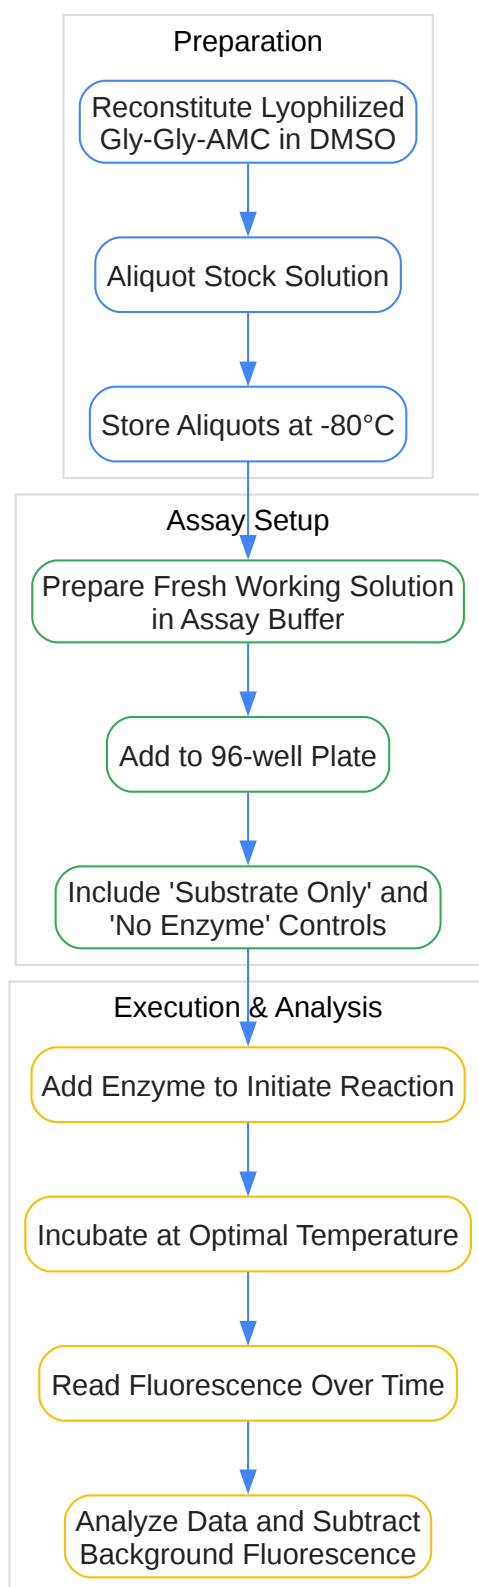 Preparation
Reconstitute Lyophilized
Gly-Gly-AMC in DMSO
Aliquot Stock Solution
Store Aliquots at -80°C
Assay Setup
Prepare Fresh Working Solution
in Assay Buffer
Add to 96-well Plate
Include 'Substrate Only' and
'No Enzyme' Controls
Execution & Analysis
Add Enzyme to Initiate Reaction
Incubate at Optimal Temperature
Read Fluorescence Over Time
Analyze Data and Subtract
Background Fluorescence